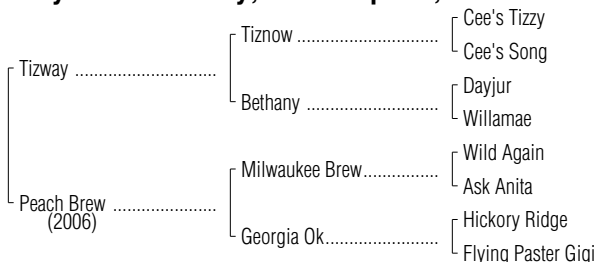 Cee's Tizzy
Tiznow ..............................
Cee's Song
Tizway ..............................
Dayjur
Bethany ............................
Willamae
Wild Again
Milwaukee Brew................
Ask Anita
Peach Brew ......................
(2006)
Hickory Ridge
Georgia Ok........................
Flying Paster Gigi